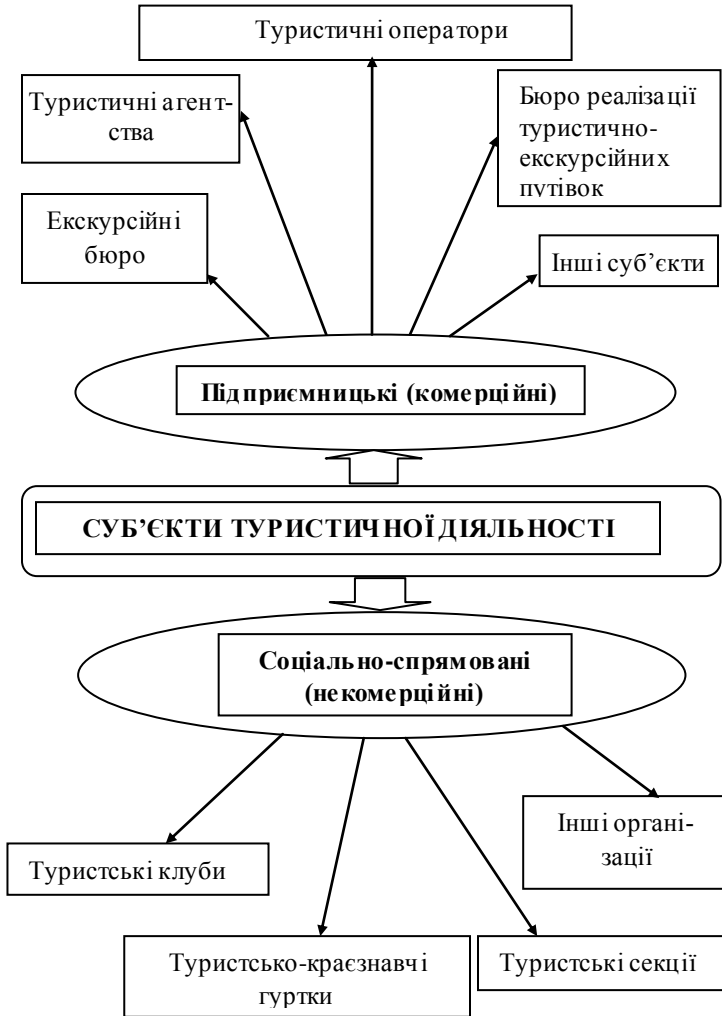 Туристичні оператори
Туристичні агент-
ства
Бюро реалізації
туристично-
екскурсійних
путівок
Екскурсійні
бюро
Інші суб’єкти
Підприємницькі (комерційні)
СУБ’ЄКТИ ТУРИСТИЧНОЇ ДІЯЛЬНОСТІ
Соціально-спрямовані
(некомерційні)
Інші органі-
зації
Туристські клуби
Туристсько-краєзнавчі
гуртки
Туристські секції